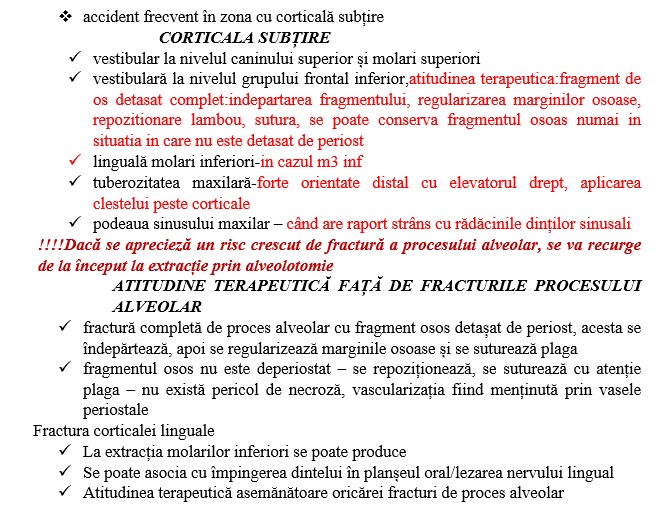 ❖ accident frecvent în zona cu corticală subțire
CORTICALA SUBȚIRE
✓ vestibular la nivelul caninului superior și molari superiori
✓ vestibulară la nivelul grupului frontal inferior,atitudinea terapeutica:fragment de
os detasat complet:indepartarea fragmentului, regularizarea marginilor osoase,
repozitionare lambou, sutura, se poate conserva fragmentul osoas numai in
situatia in care nu este detasat de periost
✓ linguală molari inferiori-in cazul m3 inf
✓ tuberozitatea maxilară-forte orientate distal cu elevatorul drept, aplicarea
clestelui peste corticale
✓ podeaua sinusului maxilar – când are raport strâns cu rădăcinile dinților sinusali
!!!!Dacă se aprecieză un risc crescut de fractură a procesului alveolar, se va recurge
de la început la extracție prin alveolotomie
ATITUDINE TERAPEUTICĂ FAȚĂ DE FRACTURILE PROCESULUI
ALVEOLAR
✓ fractură completă de proces alveolar cu fragment osos detașat de periost, acesta se
îndepărtează, apoi se regularizează marginile osoase și se suturează plaga
✓ fragmentul osos nu este deperiostat – se repoziționează, se suturează cu atenție
plaga – nu există pericol de necroză, vascularizația fiind menținută prin vasele
periostale
Fractura corticalei linguale
✓ La extracția molarilor inferiori se poate produce
✓ Se poate asocia cu împingerea dintelui în planșeul oral/lezarea nervului lingual
✓ Atitudinea terapeutică asemănătoare oricărei fracturi de proces alveolar